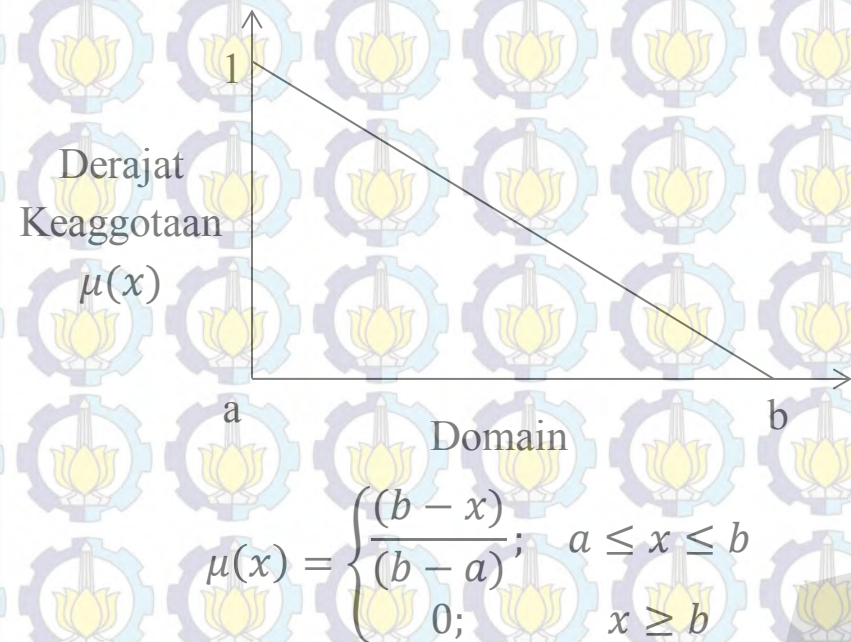 1
Derajat
Keaggotaan
μ(x)
a
b
Domain
μ(x) = { (b − x) / (b − a) ; a ≤ x ≤ b
0; x ≥ b